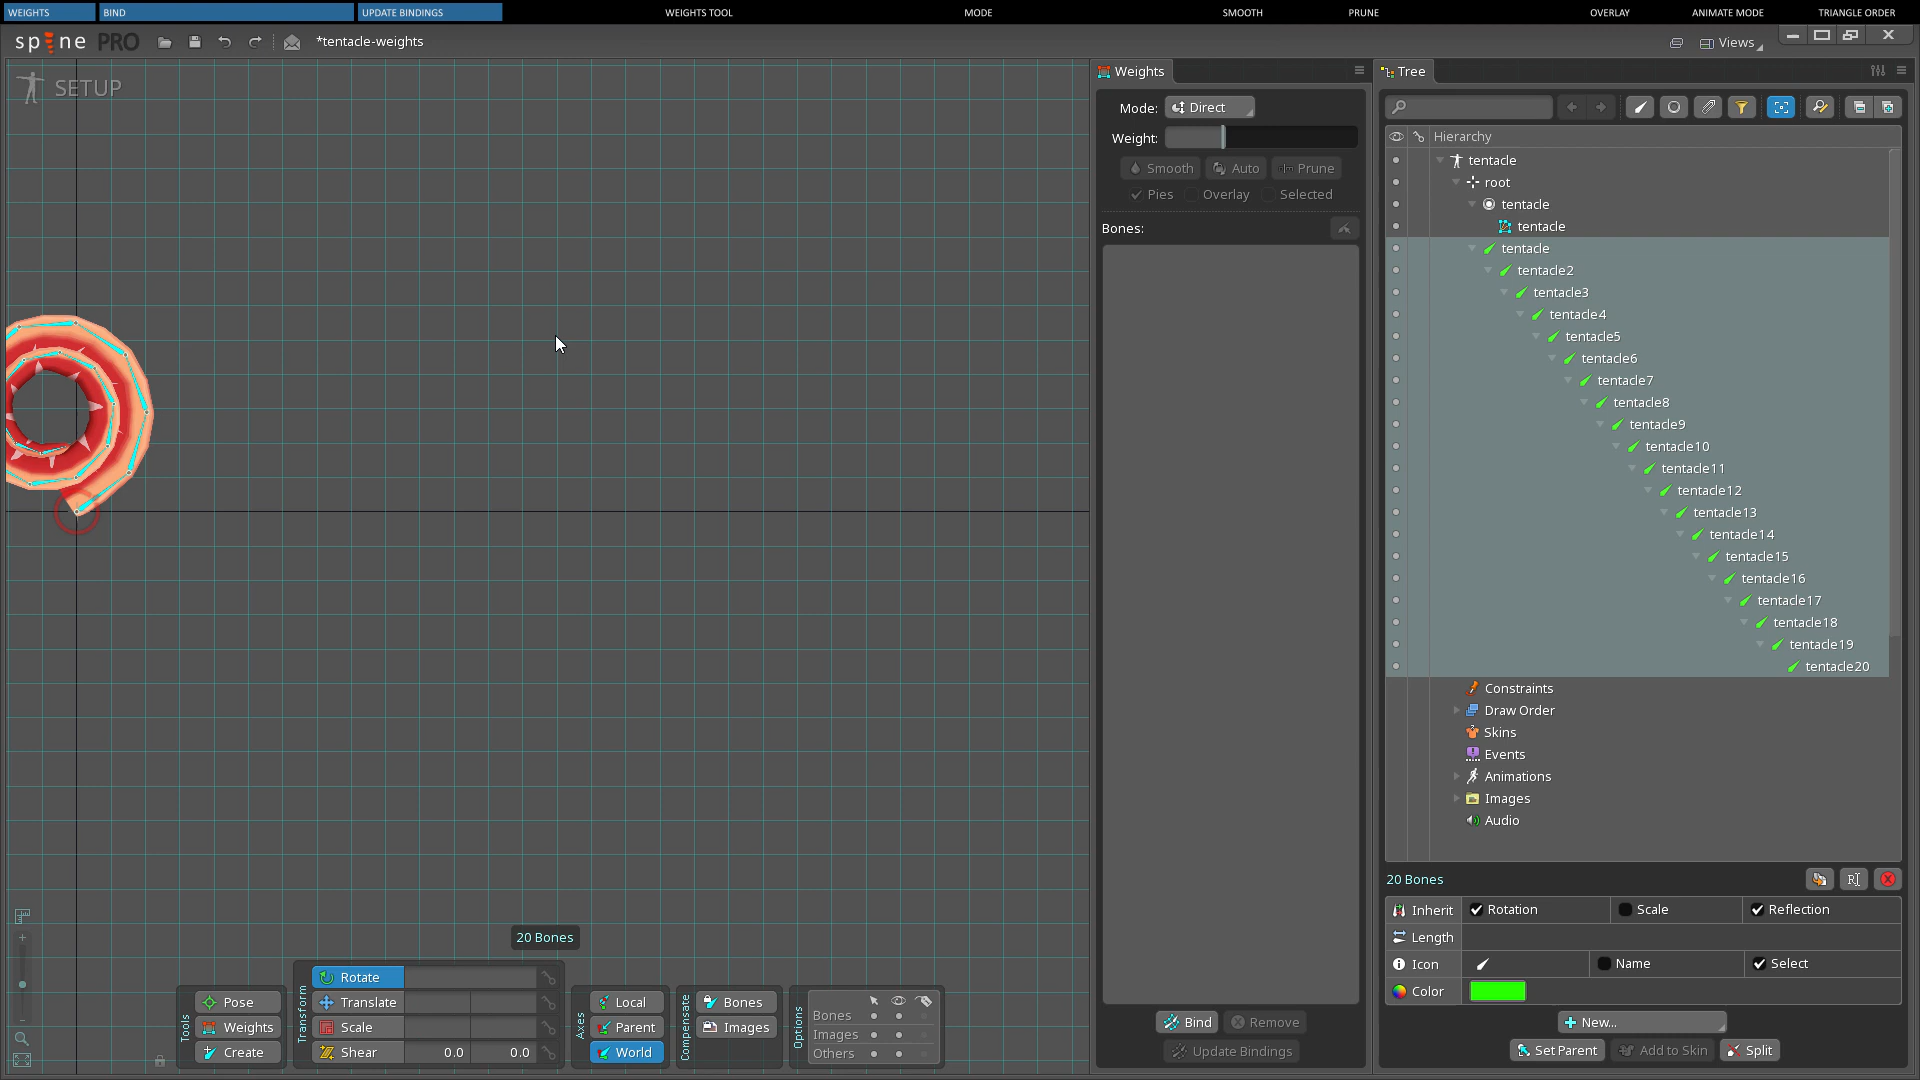 WEIGHTS BIND UPDATE BINDINGS WEIGHTS TOOL MODE SMOOTH PRUNE OVERLAY ANIMATE MODE TRIANGLE ORDER
spine PRO *tentacle-weights Views
SETUP
Weights
Mode: Direct
Weight:
Smooth Auto Prune
Pies Overlay Selected
Bones:
Bind Remove
Update Bindings
Tree
Hierarchy
tentacle
root
tentacle
tentacle
tentacle
tentacle2
tentacle3
tentacle4
tentacle5
tentacle6
tentacle7
tentacle8
tentacle9
tentacle10
tentacle11
tentacle12
tentacle13
tentacle14
tentacle15
tentacle16
tentacle17
tentacle18
tentacle19
tentacle20
Constraints
Draw Order
Skins
Events
Animations
Images
Audio
20 Bones
Inherit Rotation Scale Reflection
Length
Icon Name Select
Color
New...
Set Parent Add to Skin Split
20 Bones
Tools
Pose
Weights
Create
Transform
Rotate
Translate
Scale
Shear 0.0 0.0
Axes
Local
Parent
World
Compensate
Bones
Images
Options
Bones
Images
Others